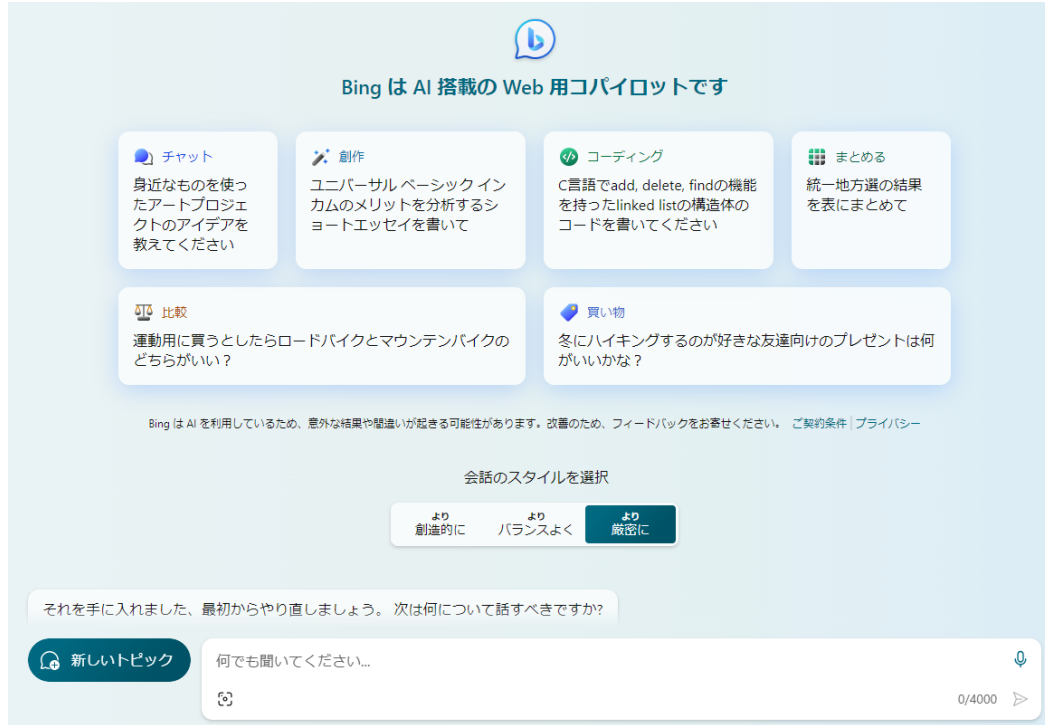 Bing は AI 搭載の Web 用コパイロットです
チャット
身近なものを使っ
たアートプロジェ
クトのアイデアを
教えてください
創作
ユニバーサル ベーシック イン
カムのメリットを分析するシ
ョートエッセイを書いて
コーディング
C言語でadd, delete, findの機能
を持ったlinked listの構造体の
コードを書いてください
まとめる
統一地方選の結果
を表にまとめて
比較
運動用に買うとしたらロードバイクとマウンテンバイクの
どちらがいい？
買い物
冬にハイキングするのが好きな友達向けのプレゼントは何
がいいかな？
Bing は AI を利用しているため、意外な結果や間違いが起きる可能性があります。改善のため、フィードバックをお寄せください。 ご契約条件 | プライバシー
会話のスタイルを選択
より
創造的に
より
バランスよく
より
厳密に
それを手に入れました、最初からやり直しましょう。 次は何について話すべきですか?
新しいトピック
何でも聞いてください...
0/4000